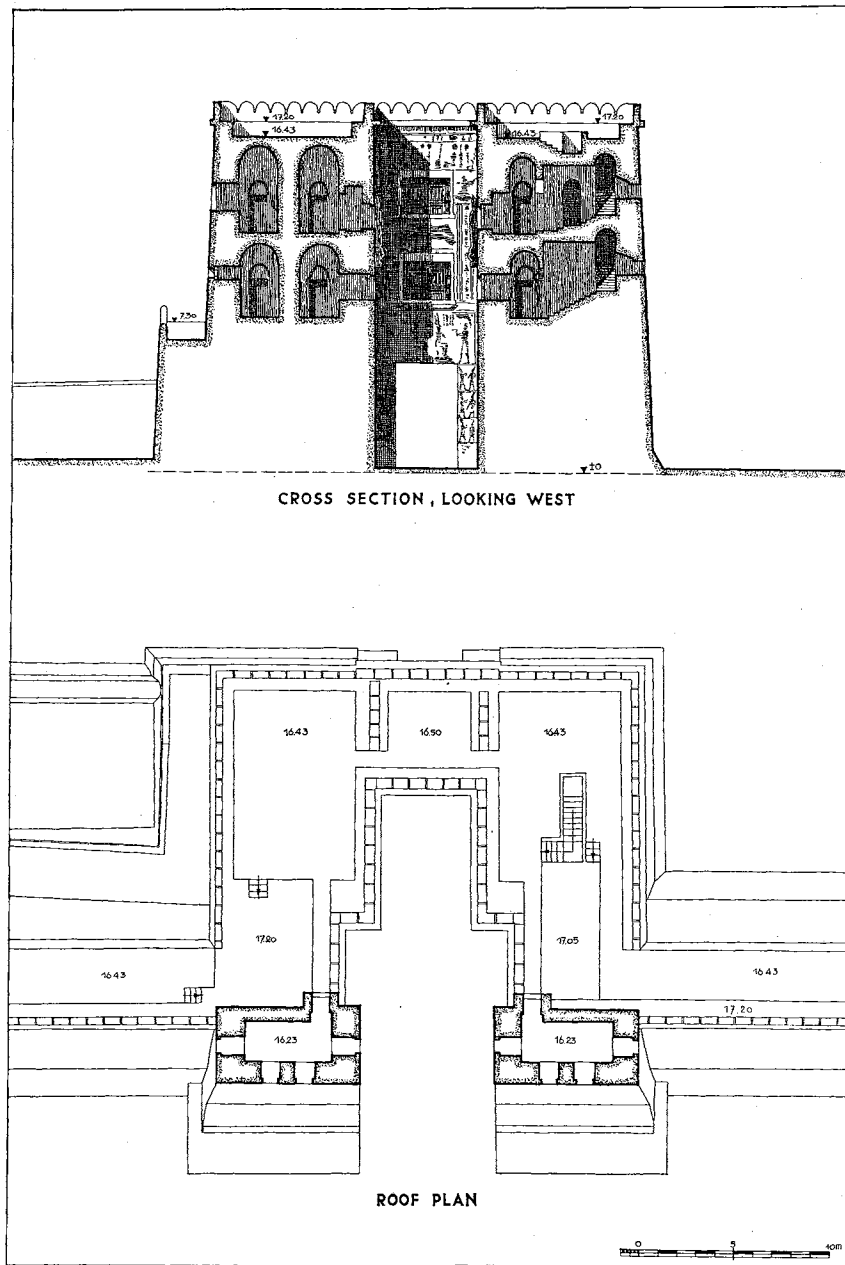 17.20 17.20
16.43 16.43
7.30
±0
CROSS SECTION, LOOKING WEST
16.43 16.50 16.43
17.20 17.05
16.43 16.43
17.20
16.23 16.23
ROOF PLAN
0 5 10m